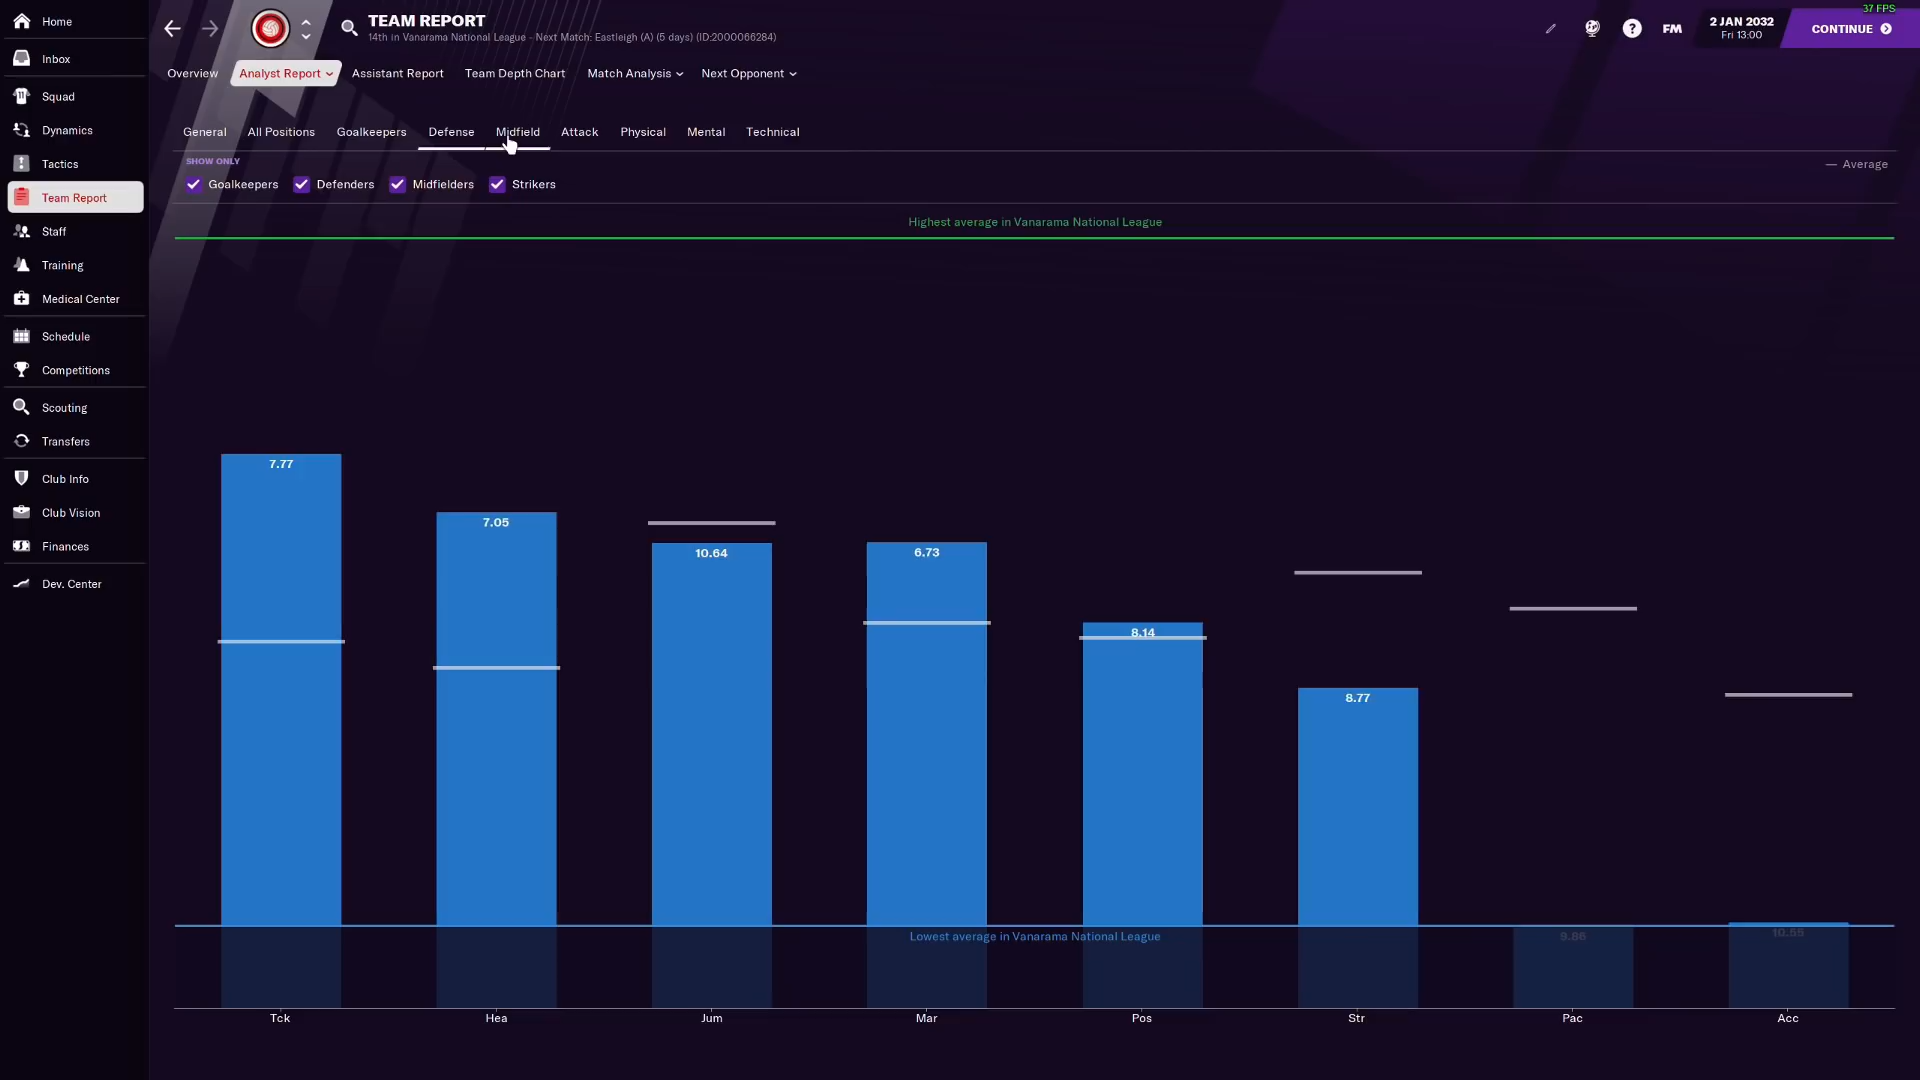 37 FPS
Home
Inbox
Squad
Dynamics
Tactics
Team Report
Staff
Training
Medical Center
Schedule
Competitions
Scouting
Transfers
Club Info
Club Vision
Finances
Dev. Center
TEAM REPORT
14th in Vanarama National League - Next Match: Eastleigh (A) (5 days) (ID:2000066284)
FM
2 JAN 2032
Fri 13:00
CONTINUE
Overview Analyst Report Assistant Report Team Depth Chart Match Analysis Next Opponent
General All Positions Goalkeepers Defense Midfield Attack Physical Mental Technical
SHOW ONLY
Average
Goalkeepers Defenders Midfielders Strikers
Highest average in Vanarama National League
7.77
7.05
10.64
6.73
8.14
8.77
9.86
10.55
Lowest average in Vanarama National League
Tck Hea Jum Mar Pos Str Pac Acc